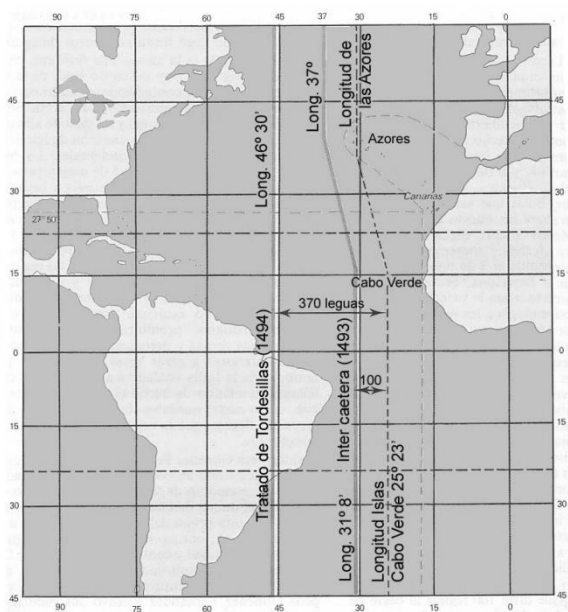 90 75 60 45 37 30 15 0
Long. 37º
Longitud de
las Azores
45 45
Long. 46º 30'
Azores
30 30
Canarias
27º 50'
15 15
Cabo Verde
370 leguas
0 0
Tratado de Tordesillas (1494)
Inter caetera (1493)
100
15 15
30 30
Long. 31º 8'
Longitud Islas
Cabo Verde 25º 23'
45 45
90 75 60 45 30 15 0